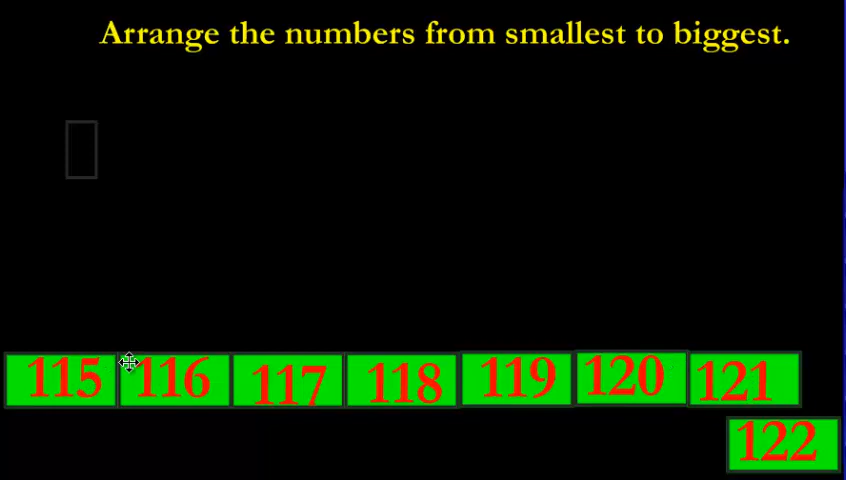 Arrange the numbers from smallest to biggest.
115 116 117 118 119 120 121
122